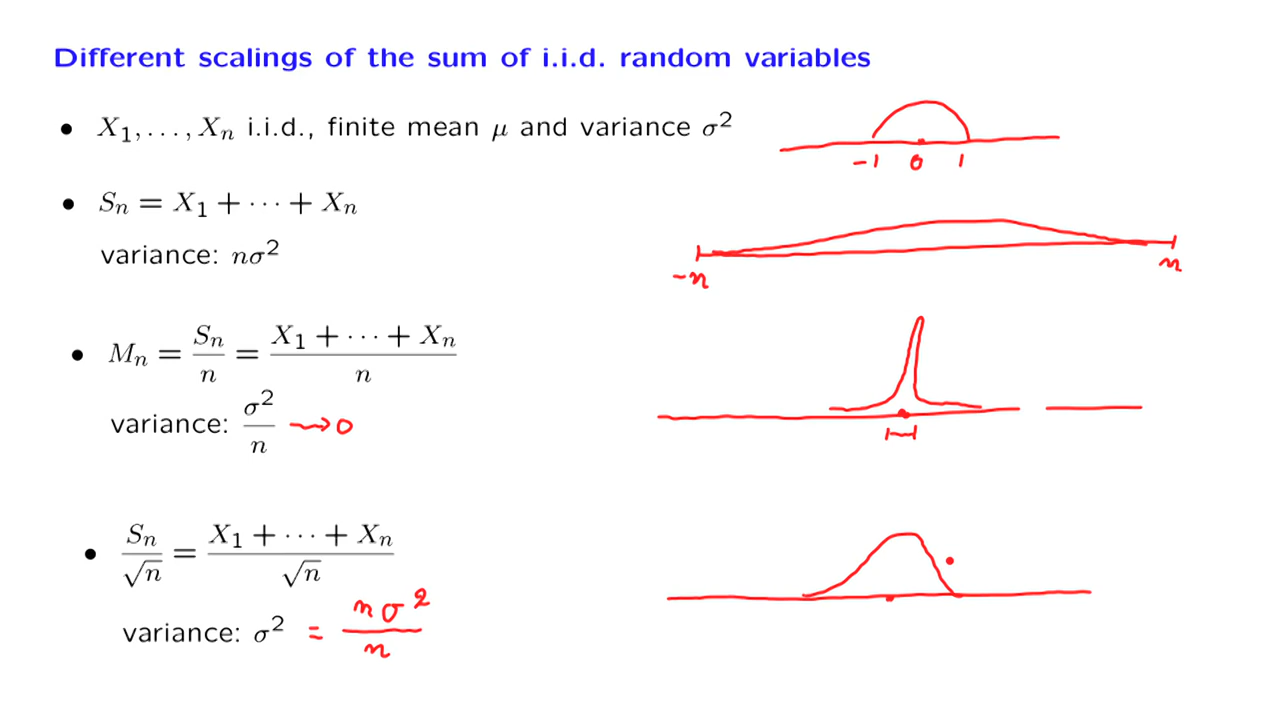 Different scalings of the sum of i.i.d. random variables
• X₁, . . . , Xₙ i.i.d., finite mean μ and variance σ²
-1 0 1
• Sₙ = X₁ + · · · + Xₙ
variance: nσ²
-n n
• Mₙ = Sₙ/n = (X₁ + · · · + Xₙ)/n
variance: σ²/n → 0
• Sₙ/√n = (X₁ + · · · + Xₙ)/√n
variance: σ² = nσ²/n